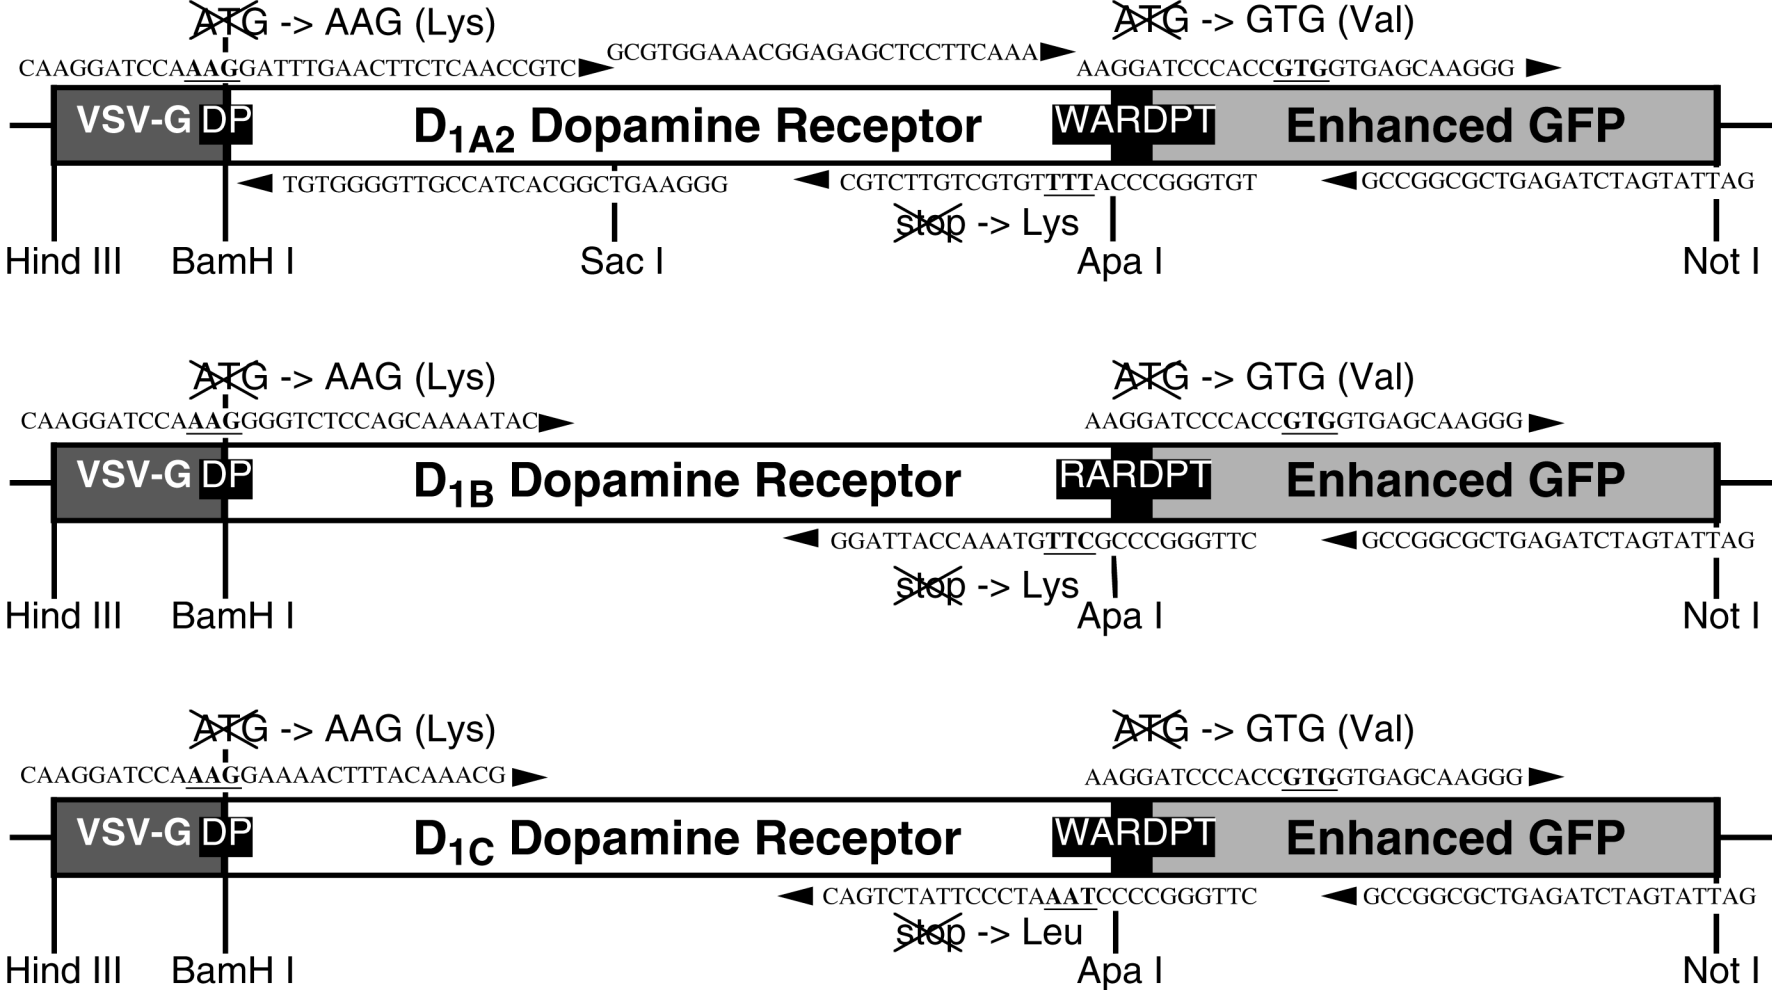 ATG -> AAG (Lys)
ATG -> GTG (Val)
GCGTGGAAACGGAGAGCTCCTTCAAA
CAAGGATCCAAAGGATTTGAACTTCTCAACCGTC
AAGGATCCCACCGTGGTGAGCAAGGG
VSV-G DP D1A2 Dopamine Receptor WARDPT Enhanced GFP
TGTGGGGTTGCCATCACGGCTGAAGGG
CGTCTTGTCGTGTTTTACCCGGGTGT
GCCGGCGCTGAGATCTAGTATTAG
stop -> Lys
Hind III BamH I Sac I Apa I Not I
ATG -> AAG (Lys)
ATG -> GTG (Val)
CAAGGATCCAAAGGGGTCTCCAGCAAAATAC
AAGGATCCCACCGTGGTGAGCAAGGG
VSV-G DP D1B Dopamine Receptor RARDPT Enhanced GFP
GGATTACCAAATGTTCGCCCGGGTTC
GCCGGCGCTGAGATCTAGTATTAG
stop -> Lys
Hind III BamH I Apa I Not I
ATG -> AAG (Lys)
ATG -> GTG (Val)
CAAGGATCCAAAGGAAAACTTTACAAACG
AAGGATCCCACCGTGGTGAGCAAGGG
VSV-G DP D1C Dopamine Receptor WARDPT Enhanced GFP
CAGTCTATTCCCTAAATCCCCGGGTTC
GCCGGCGCTGAGATCTAGTATTAG
stop -> Leu
Hind III BamH I Apa I Not I